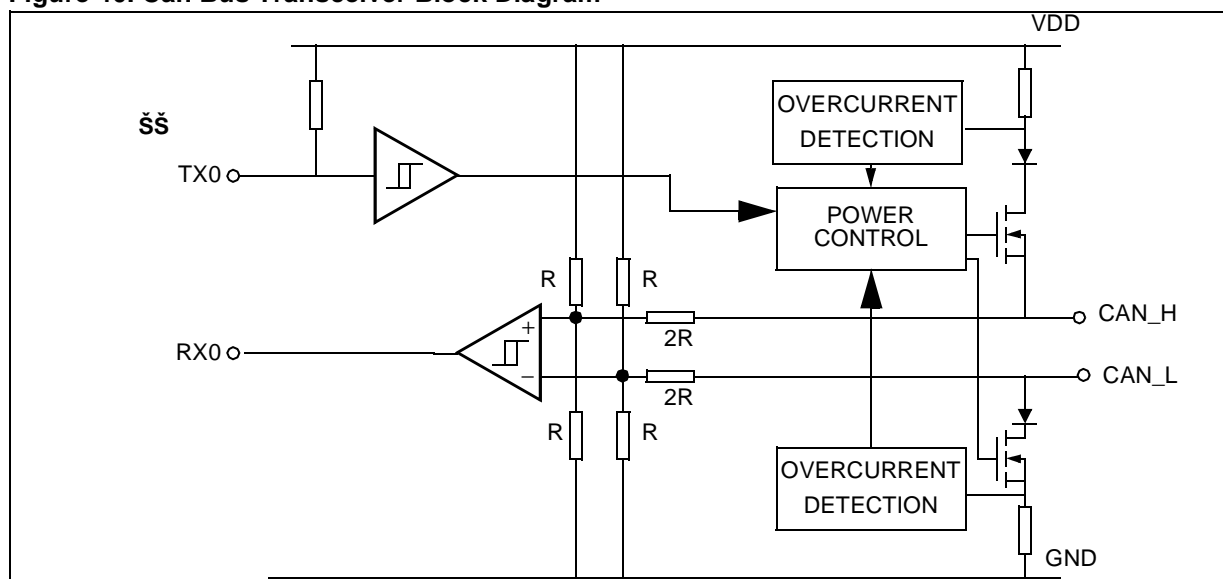 VDD
OVERCURRENT
DETECTION
ŠŠ
TX0
POWER
CONTROL
R
R
+
2R
CAN_H
RX0
−
2R
CAN_L
R
R
OVERCURRENT
DETECTION
GND